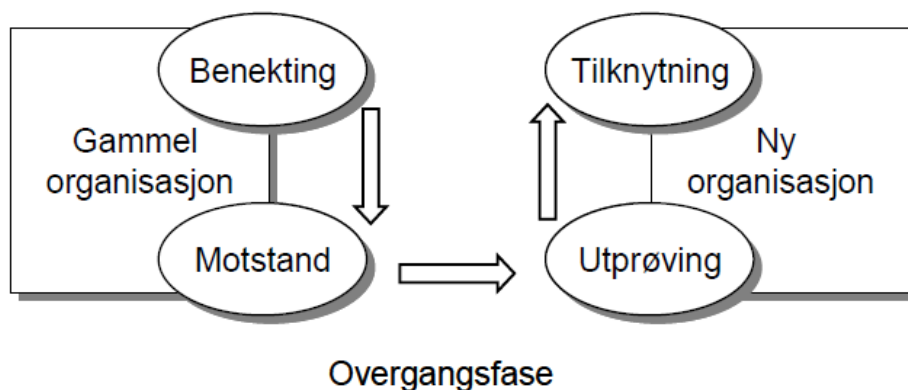 Benekting
Tilknytning
Gammel
organisasjon
Ny
organisasjon
Motstand
Utprøving
Overgangsfase